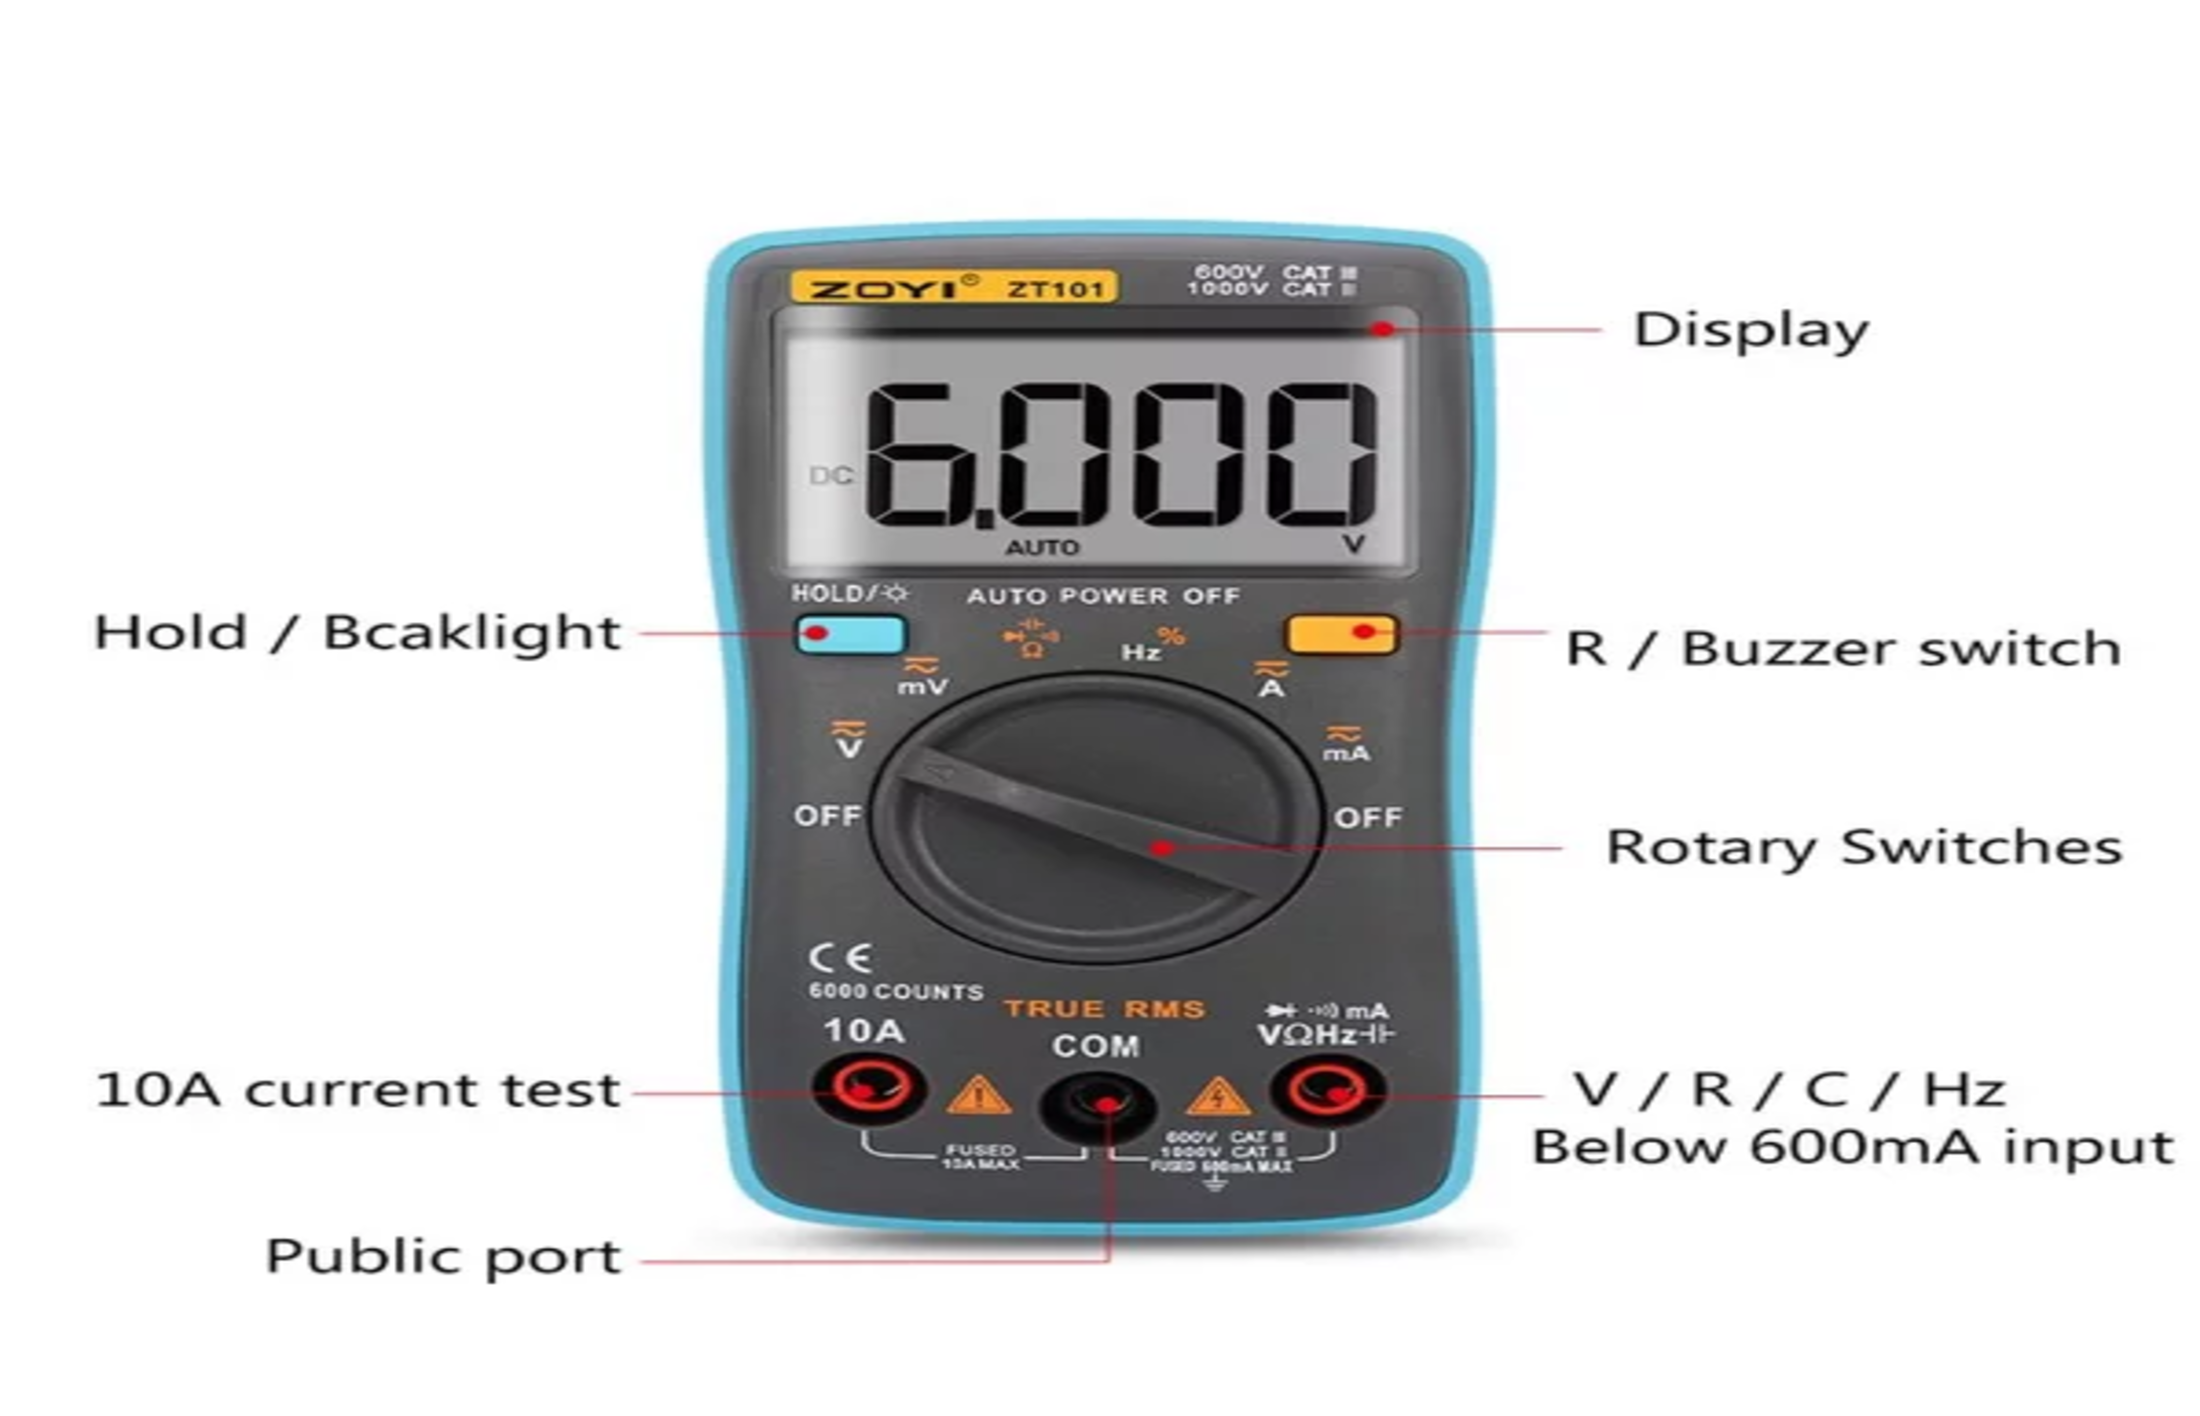 ZOYI® ZT101
600V CAT III
1000V CAT II
Display
DC 6.000
AUTO V
HOLD/ AUTO POWER OFF
Hold / Bcaklight
R / Buzzer switch
Ω Hz %
mV A
V mA
OFF OFF
Rotary Switches
CE
6000 COUNTS
TRUE RMS
mA
10A COM VΩHz
10A current test
V / R / C / Hz
Below 600mA input
FUSED
10A MAX
600V CAT III
1000V CAT II
FUSED 600mA MAX
Public port